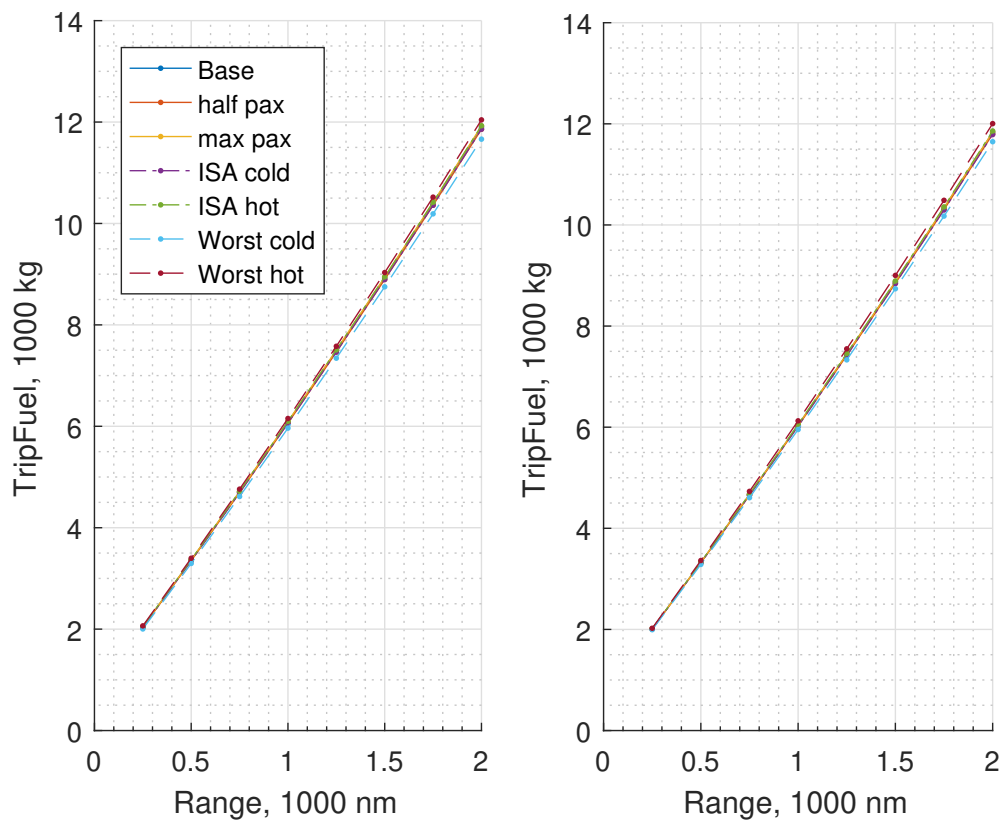 14
12
10
8
6
4
2
0
TripFuel, 1000 kg
Base
half pax
max pax
ISA cold
ISA hot
Worst cold
Worst hot
0
0.5
1
1.5
2
Range, 1000 nm
14
12
10
8
6
4
2
0
TripFuel, 1000 kg
0
0.5
1
1.5
2
Range, 1000 nm